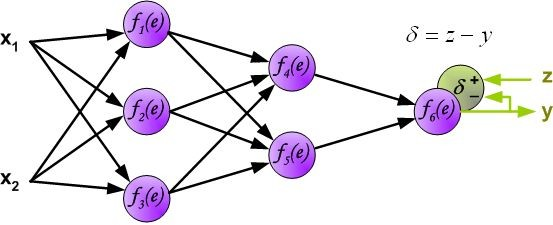 f₁(e)
x₁
δ = z − y
f₄(e)
δ + −
z
f₂(e)
f₆(e)
y
f₅(e)
x₂
f₃(e)